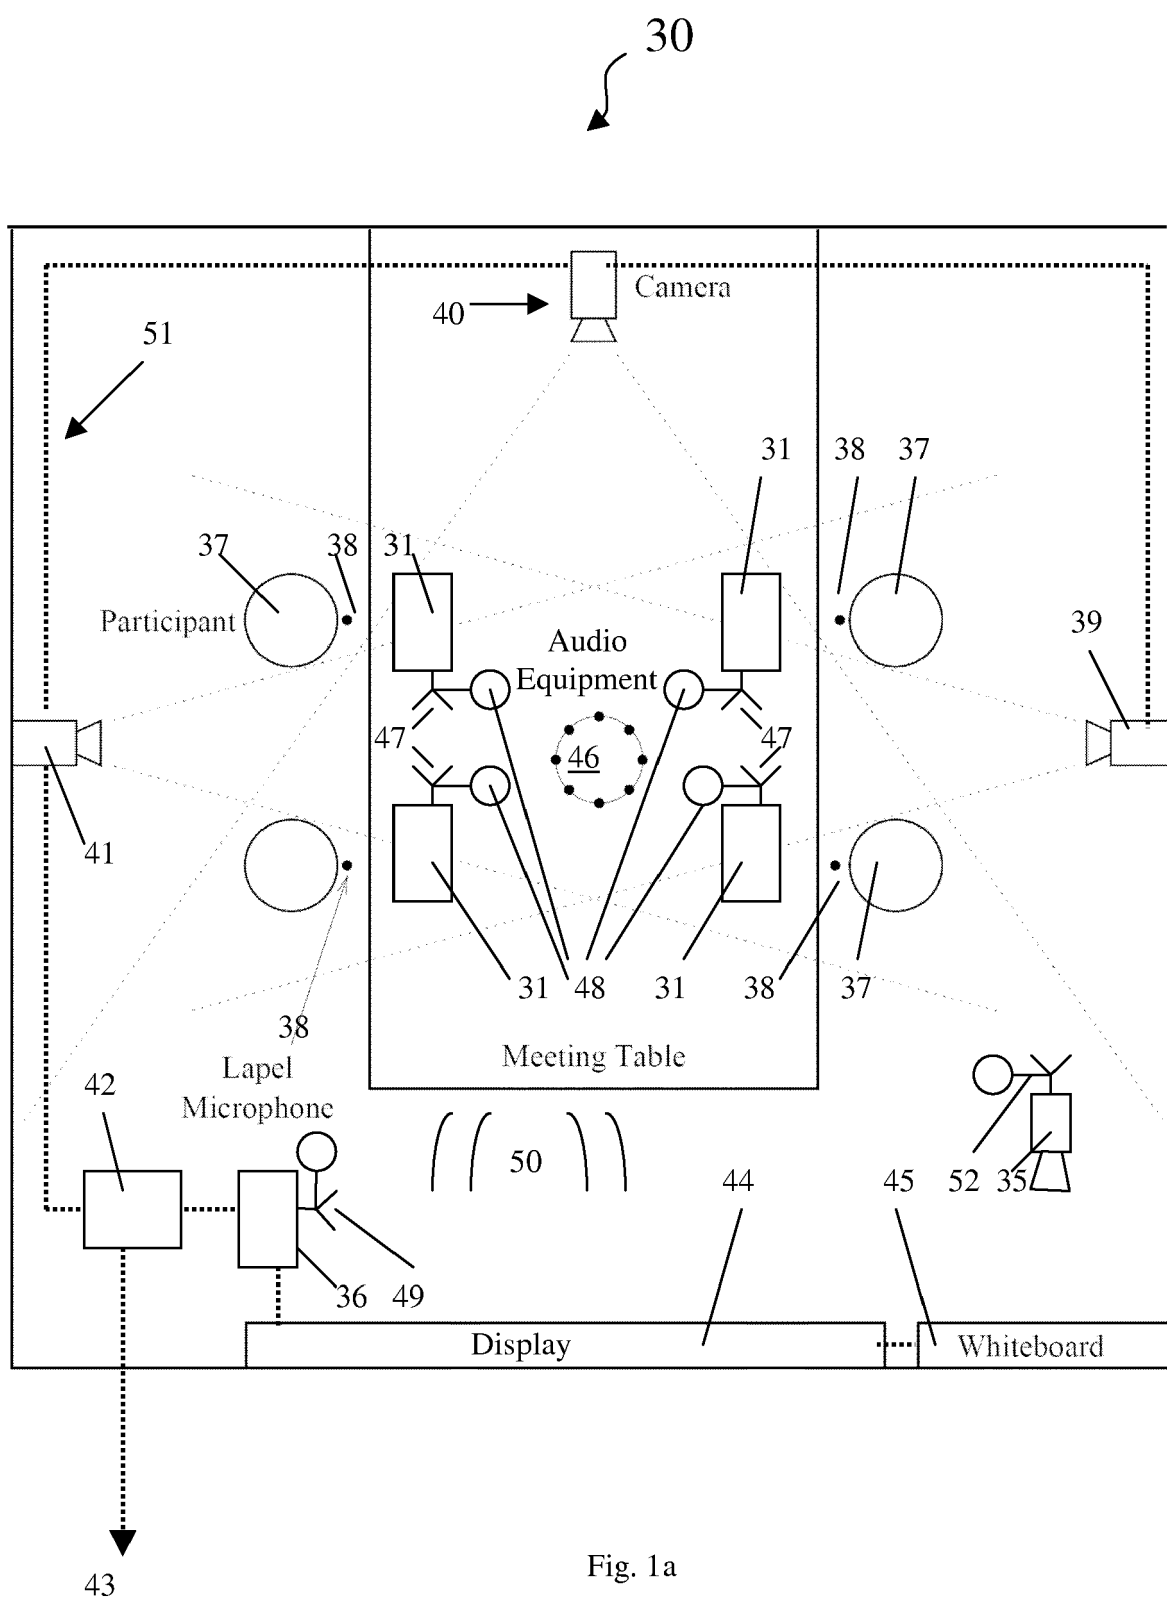 30
Camera
40
51
31 38 37
37 38 31
Participant
39
Audio
Equipment
47 46 47
41
31 48 31 38 37
38
Meeting Table
Lapel
Microphone
42
50
44 45 52 35
36 49
Display Whiteboard
43
Fig. 1a